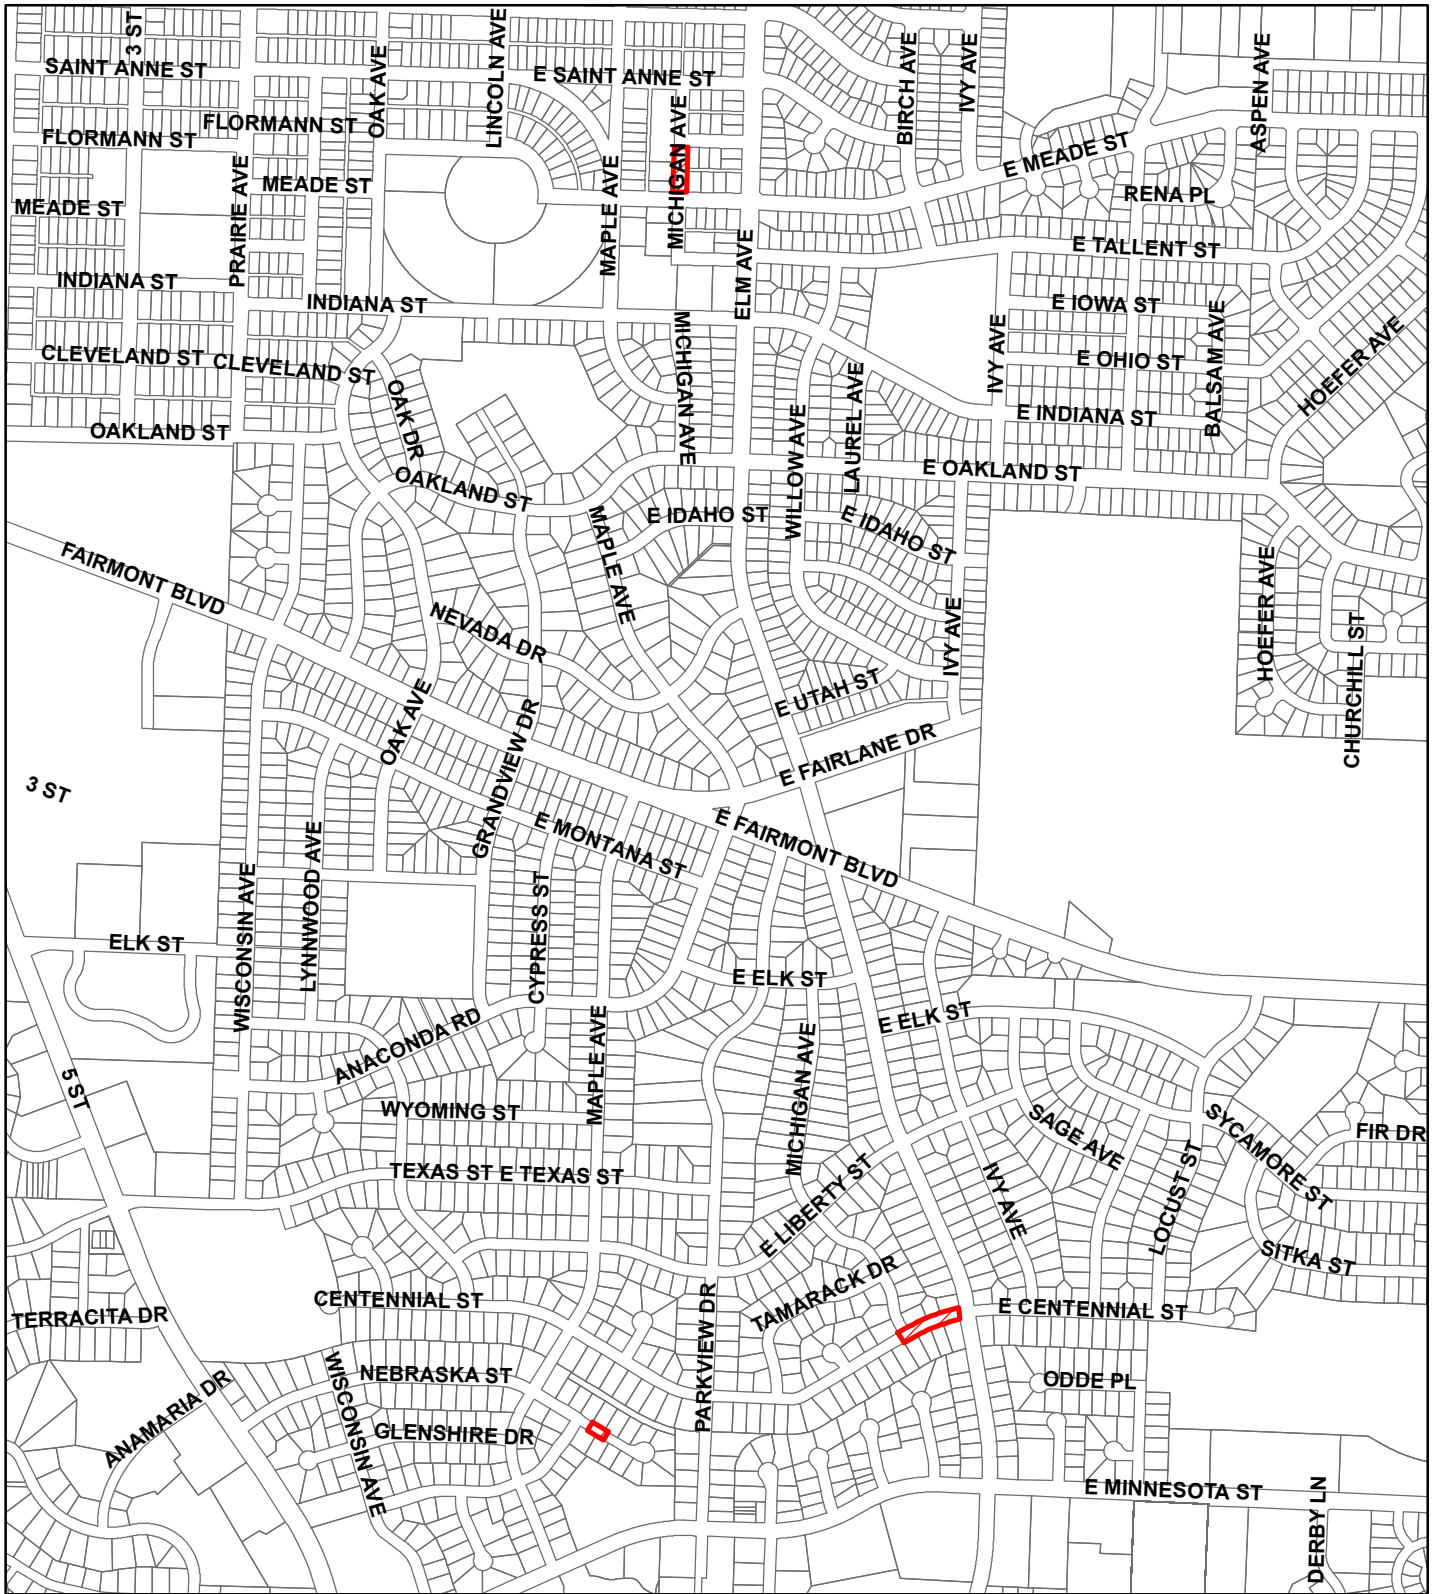 3 ST
SAINT ANNE ST
OAK AVE
LINCOLN AVE
E SAINT ANNE ST
BIRCH AVE
IVY AVE
ASPEN AVE
FLORMANN ST
FLORMANN ST
MICHIGAN AVE
E MEADE ST
PRAIRIE AVE
MEADE ST
MAPLE AVE
RENA PL
MEADE ST
ELM AVE
E TALLENT ST
INDIANA ST
INDIANA ST
E IOWA ST
MICHIGAN AVE
IVY AVE
BALSAM AVE
HOEFER AVE
CLEVELAND ST
CLEVELAND ST
E OHIO ST
OAK DR
LAUREL AVE
WILLOW AVE
E INDIANA ST
OAKLAND ST
E OAKLAND ST
OAKLAND ST
E IDAHO ST
E IDAHO ST
MAPLE AVE
FAIRMONT BLVD
HOEFER AVE
NEVADA DR
IVY AVE
CHURCHILL ST
E UTAH ST
OAK AVE
GRANDVIEW DR
E FAIRLANE DR
3 ST
E MONTANA ST
E FAIRMONT BLVD
LYNNWOOD AVE
WISCONSIN AVE
CYPRESS ST
ELK ST
E ELK ST
E ELK ST
ANACONDA RD
MAPLE AVE
MICHIGAN AVE
5 ST
WYOMING ST
SAGE AVE
SYCAMORE ST
FIR DR
TEXAS ST
E TEXAS ST
E LIBERTY ST
IVY AVE
LOCUST ST
SITKA ST
TAMARACK DR
CENTENNIAL ST
E CENTENNIAL ST
TERRACITA DR
PARKVIEW DR
NEBRASKA ST
WISCONSIN AVE
ODDE PL
ANAMARIA DR
GLENSHIRE DR
E MINNESOTA ST
DERBY LN